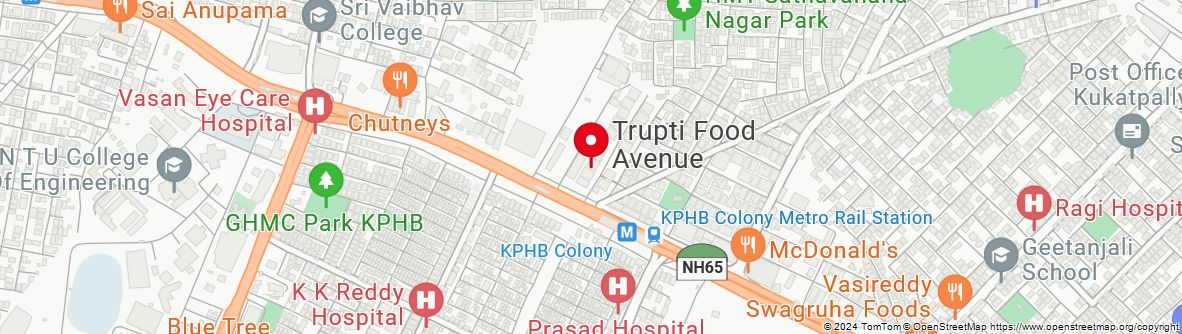 Sai Anupama
Sri Vaibhav
College
Nagar Park
Post Office
Kukatpally
Vasan Eye Care
Hospital
Chutneys
Trupti Food
Avenue
N T U College
Of Engineering
GHMC Park KPHB
KPHB Colony Metro Rail Station
Ragi Hospital
KPHB Colony
McDonald's
Geetanjali
School
NH65
K K Reddy
Hospital
Vasireddy
Swagruha Foods
Blue Tree
Prasad Hospital
© 2024 TomTom © OpenStreetMap https://www.openstreetmap.org/copyright